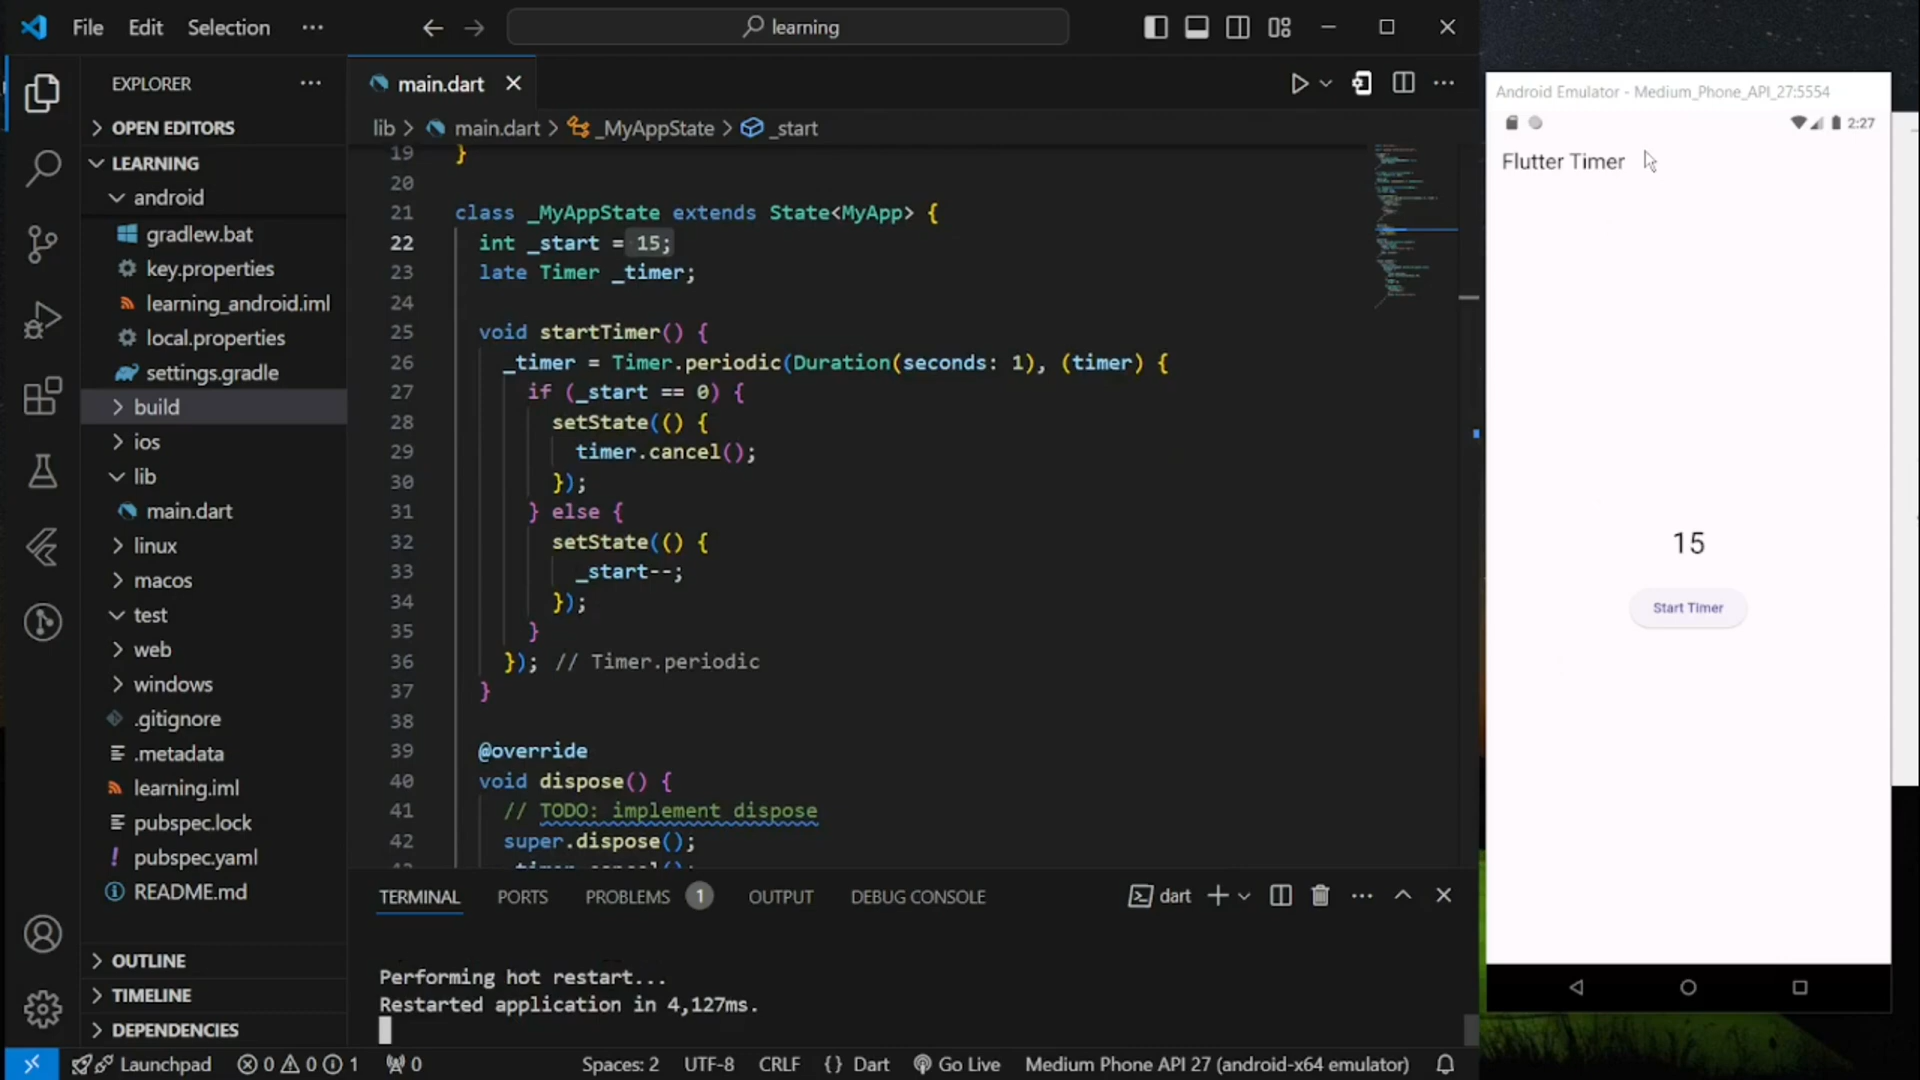 File Edit Selection ···
learning
EXPLORER ···
OPEN EDITORS
LEARNING
android
gradlew.bat
key.properties
learning_android.iml
local.properties
settings.gradle
build
ios
lib
main.dart
linux
macos
test
web
windows
.gitignore
.metadata
learning.iml
pubspec.lock
pubspec.yaml
README.md
OUTLINE
TIMELINE
DEPENDENCIES
main.dart
lib > main.dart > _MyAppState > _start
19 }
20
21 class _MyAppState extends State<MyApp> {
22 int _start = 15;
23 late Timer _timer;
24
25 void startTimer() {
26 _timer = Timer.periodic(Duration(seconds: 1), (timer) {
27 if (_start == 0) {
28 setState(() {
29 timer.cancel();
30 });
31 } else {
32 setState(() {
33 _start--;
34 });
35 }
36 }); // Timer.periodic
37 }
38
39 @override
40 void dispose() {
41 // TODO: implement dispose
42 super.dispose();
TERMINAL PORTS PROBLEMS 1 OUTPUT DEBUG CONSOLE dart
Performing hot restart...
Restarted application in 4,127ms.
Launchpad 0 0 1 0 Spaces: 2 UTF-8 CRLF {} Dart Go Live Medium Phone API 27 (android-x64 emulator)
Android Emulator - Medium_Phone_API_27:5554
2:27
Flutter Timer
15
Start Timer